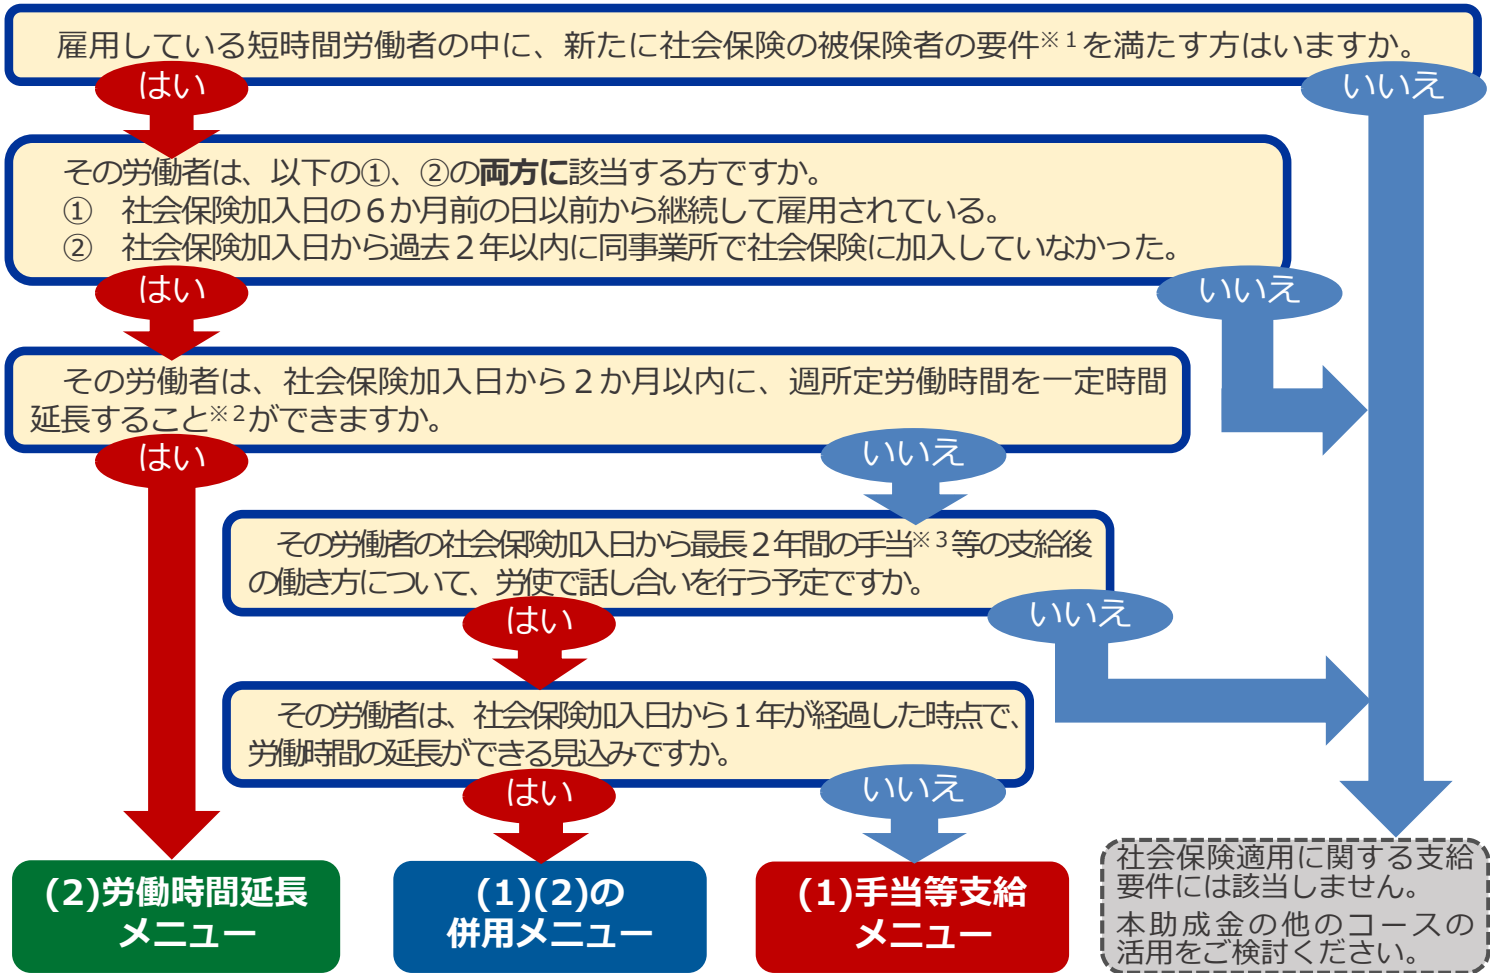 雇用している短時間労働者の中に、新たに社会保険の被保険者の要件※1を満たす方はいますか。
はい
いいえ
その労働者は、以下の①、②の両方に該当する方ですか。
① 社会保険加入日の６か月前の日以前から継続して雇用されている。
② 社会保険加入日から過去２年以内に同事業所で社会保険に加入していなかった。
はい
いいえ
その労働者は、社会保険加入日から２か月以内に、週所定労働時間を一定時間
延長すること※2ができますか。
はい
いいえ
その労働者の社会保険加入日から最長２年間の手当※3等の支給後
の働き方について、労使で話し合いを行う予定ですか。
はい
いいえ
その労働者は、社会保険加入日から１年が経過した時点で、
労働時間の延長ができる見込みですか。
はい
いいえ
(2)労働時間延長
メニュー
(1)(2)の
併用メニュー
(1)手当等支給
メニュー
社会保険適用に関する支給
要件には該当しません。
本助成金の他のコースの
活用をご検討ください。